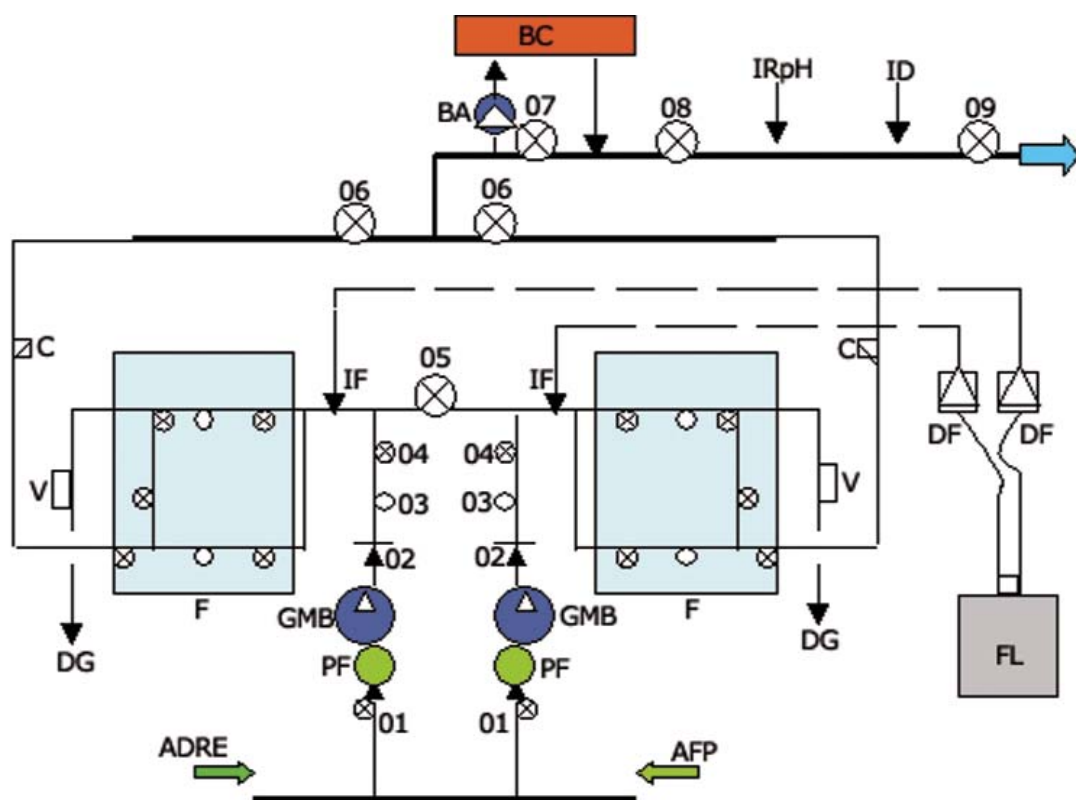 BC
IRpH
ID
BA
07
08
09
06
06
C
C
05
IF
IF
DF
DF
04
04
V
03
03
V
02
02
F
F
GMB
GMB
DG
DG
PF
PF
FL
01
01
ADRE
AFP